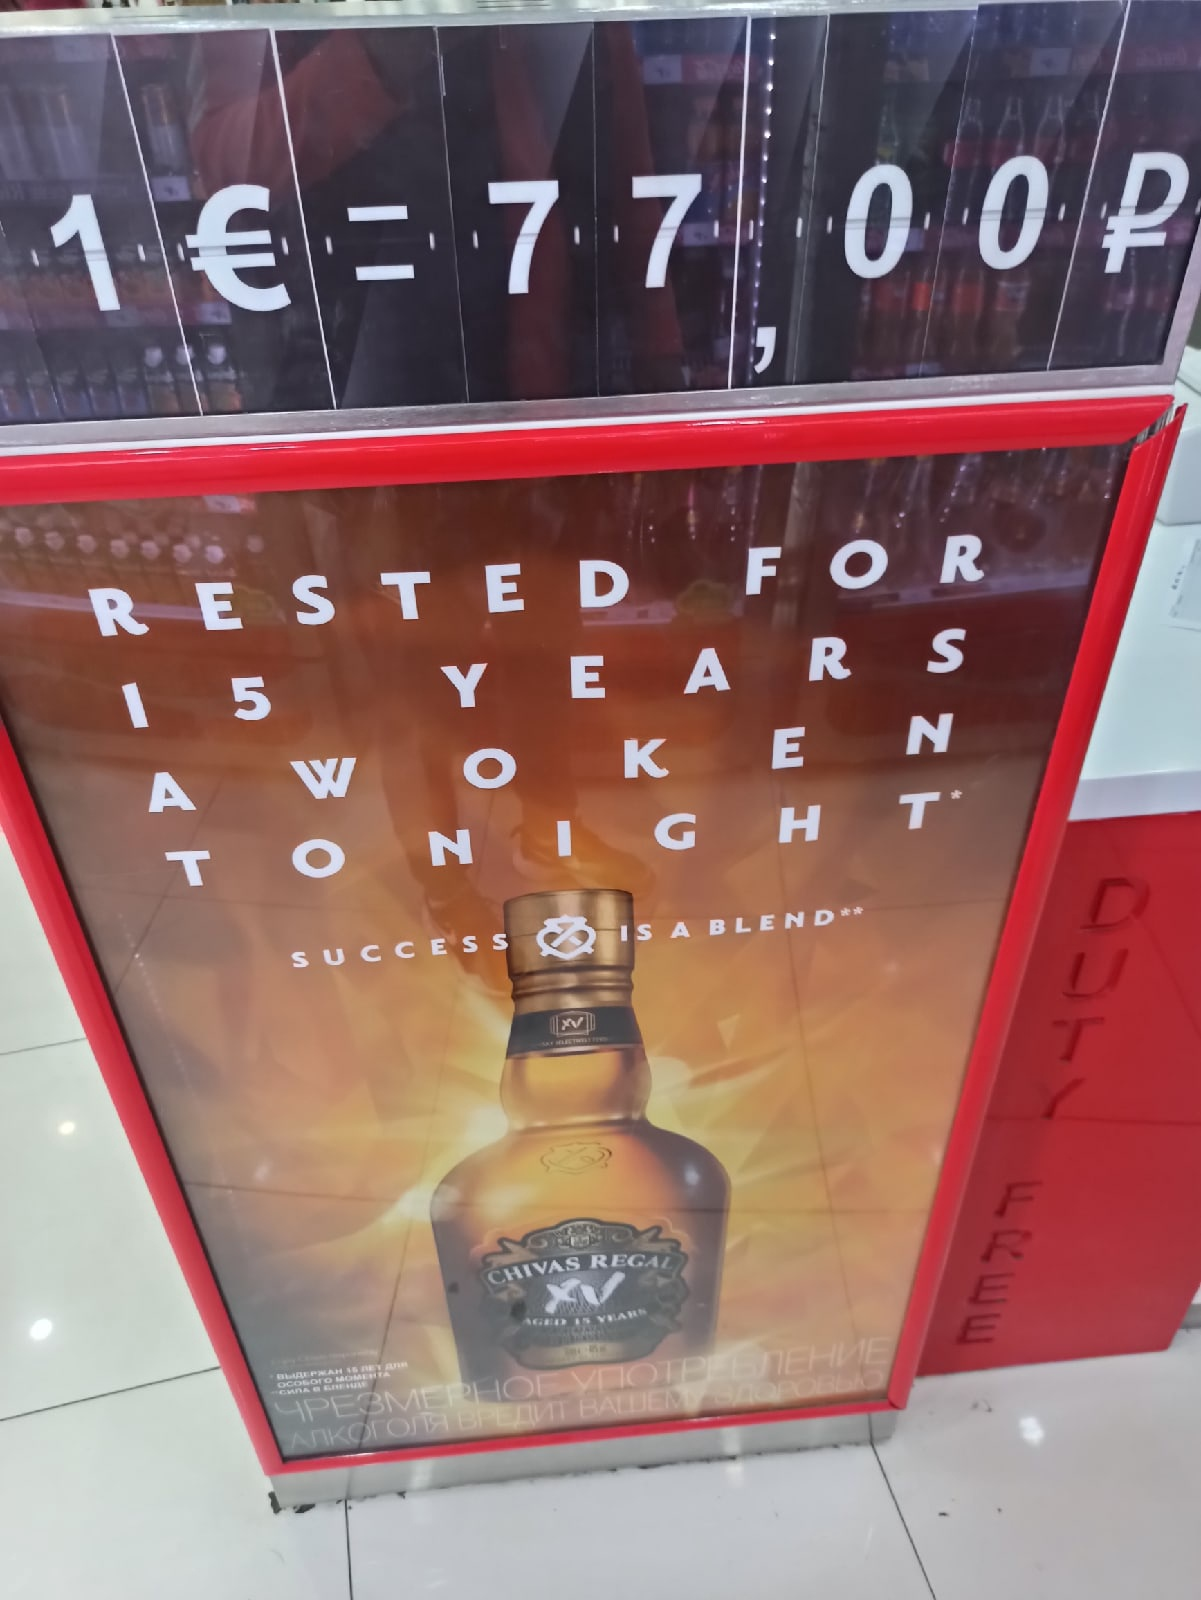 1 € = 77,00 ₽
RESTED FOR
15 YEARS
AWOKEN
TONIGHT*
SUCCESS IS A BLEND**
XV
CHIVAS REGAL
XV
AGED 15 YEARS
* ВЫДЕРЖАН 15 ЛЕТ ДЛЯ
ОСОБОГО МОМЕНТА
**СИЛА В БЛЕНДЕ
ЧРЕЗМЕРНОЕ УПОТРЕБЛЕНИЕ
АЛКОГОЛЯ ВРЕДИТ ВАШЕМУ ЗДОРОВЬЮ
DUTY FREE